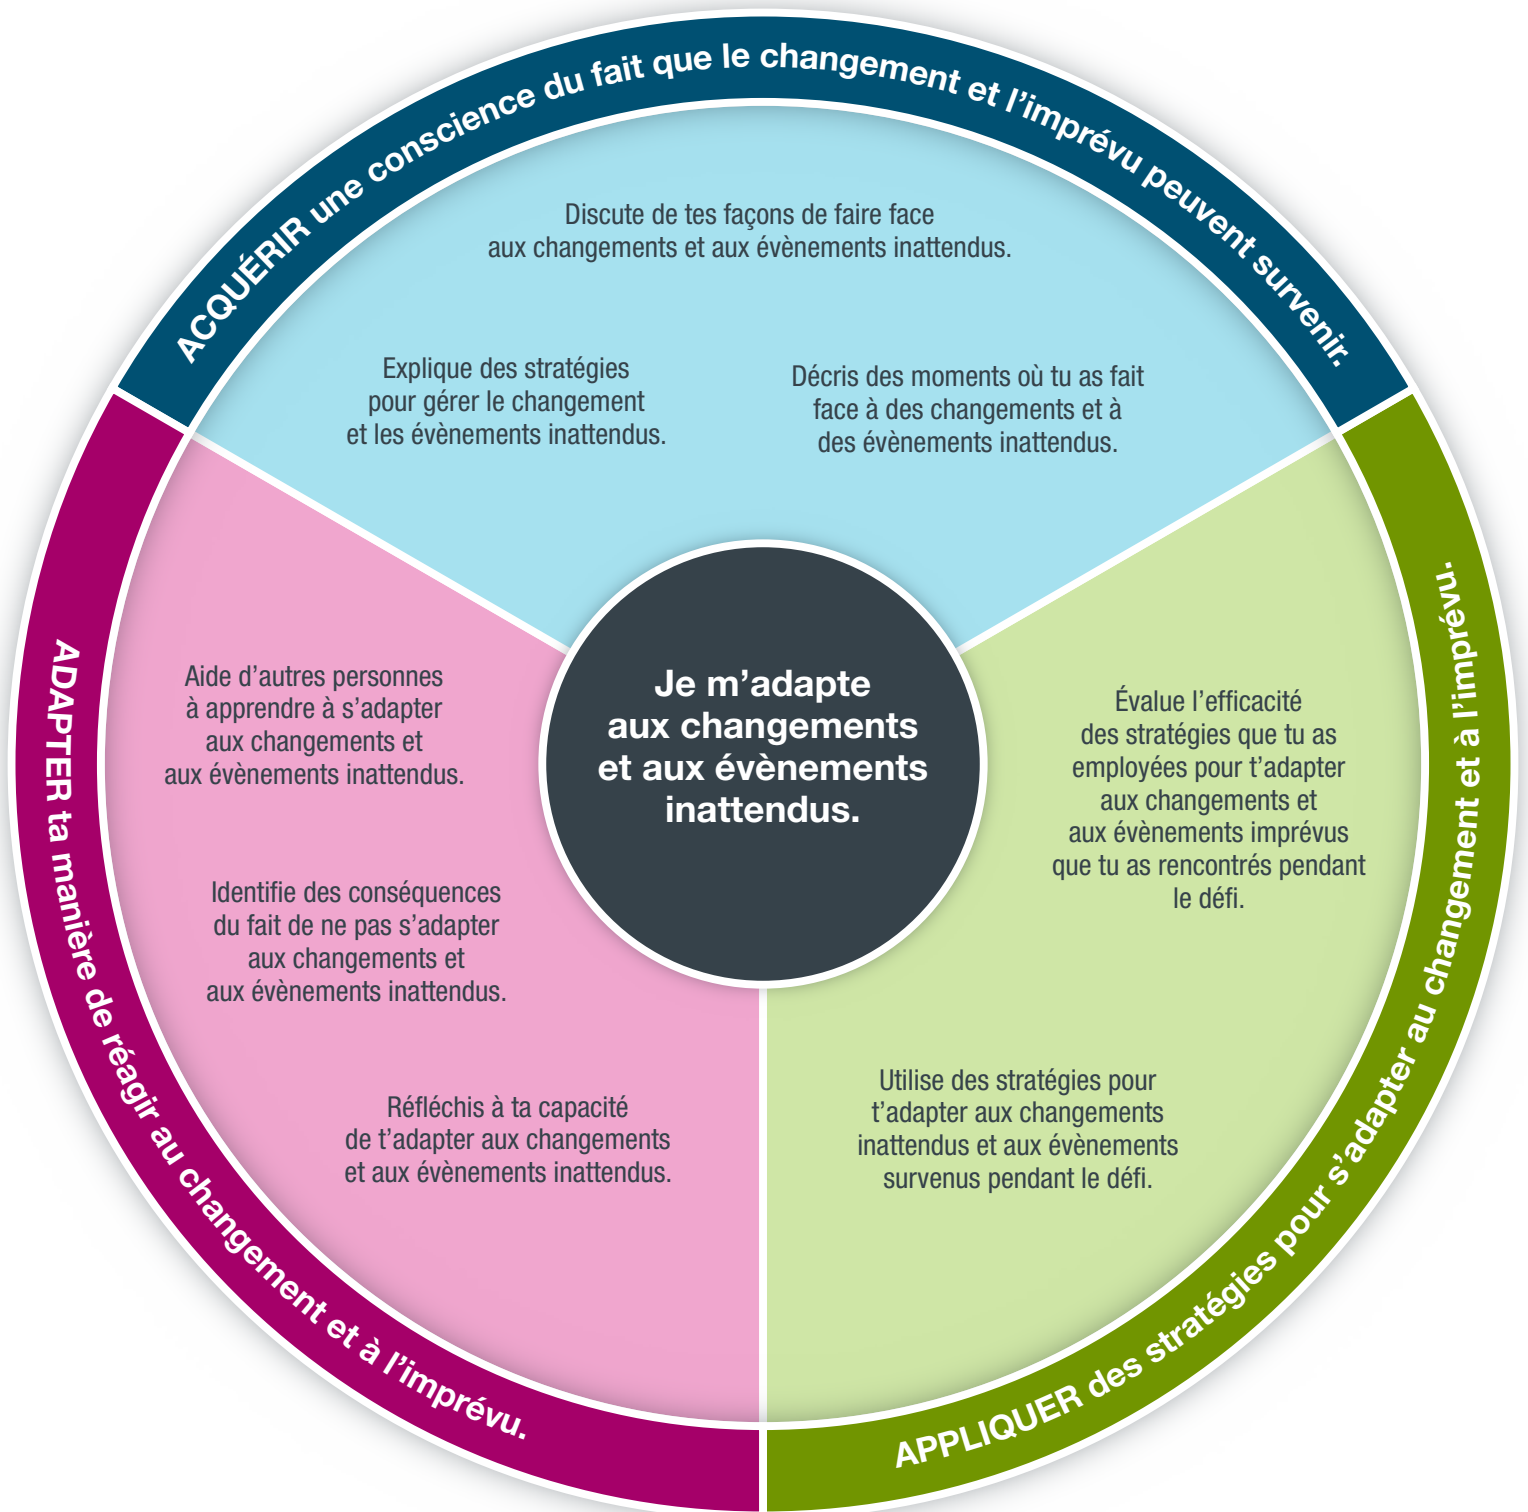 ACQUÉRIR une conscience du fait que le changement et l’imprévu peuvent survenir.
Discute de tes façons de faire face
aux changements et aux évènements inattendus.
Explique des stratégies
pour gérer le changement
et les évènements inattendus.
Décris des moments où tu as fait
face à des changements et à
des évènements inattendus.
Je m’adapte
aux changements
et aux évènements
inattendus.
APPLIQUER des stratégies pour s’adapter au changement et à l’imprévu.
Évalue l’efficacité
des stratégies que tu as
employées pour t’adapter
aux changements et
aux évènements imprévus
que tu as rencontrés pendant
le défi.
Utilise des stratégies pour
t’adapter aux changements
inattendus et aux évènements
survenus pendant le défi.
ADAPTER ta manière de réagir au changement et à l’imprévu.
Aide d’autres personnes
à apprendre à s’adapter
aux changements et
aux évènements inattendus.
Identifie des conséquences
du fait de ne pas s’adapter
aux changements et
aux évènements inattendus.
Réfléchis à ta capacité
de t’adapter aux changements
et aux évènements inattendus.